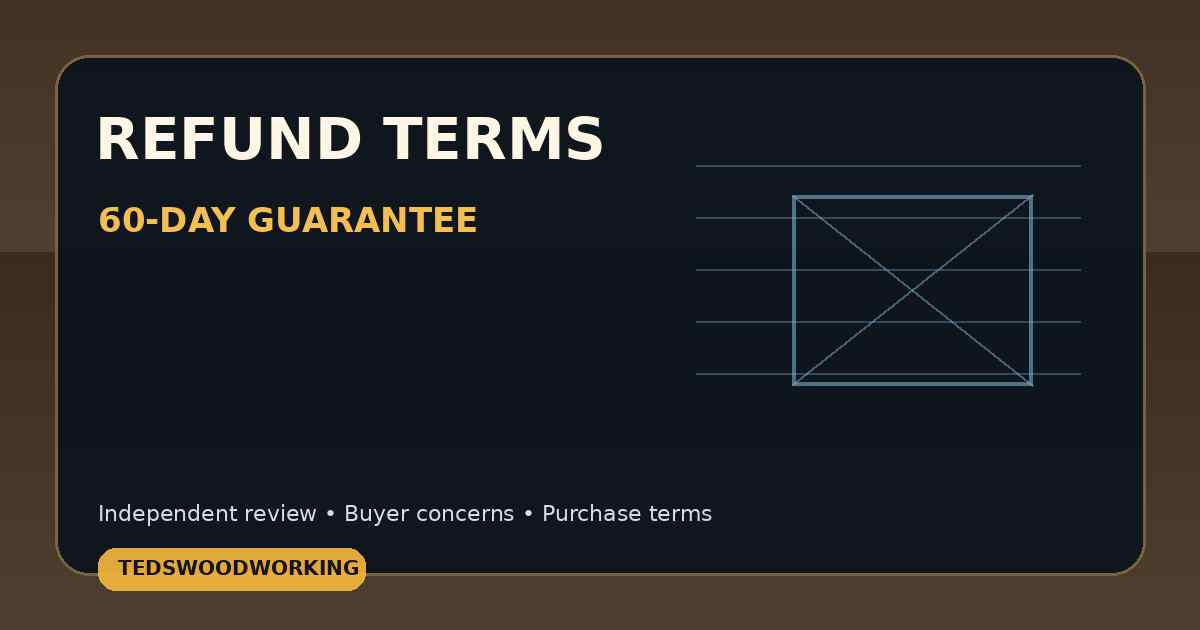 REFUND TERMS
60-DAY GUARANTEE
Independent review • Buyer concerns • Purchase terms
TEDSWOODWORKING